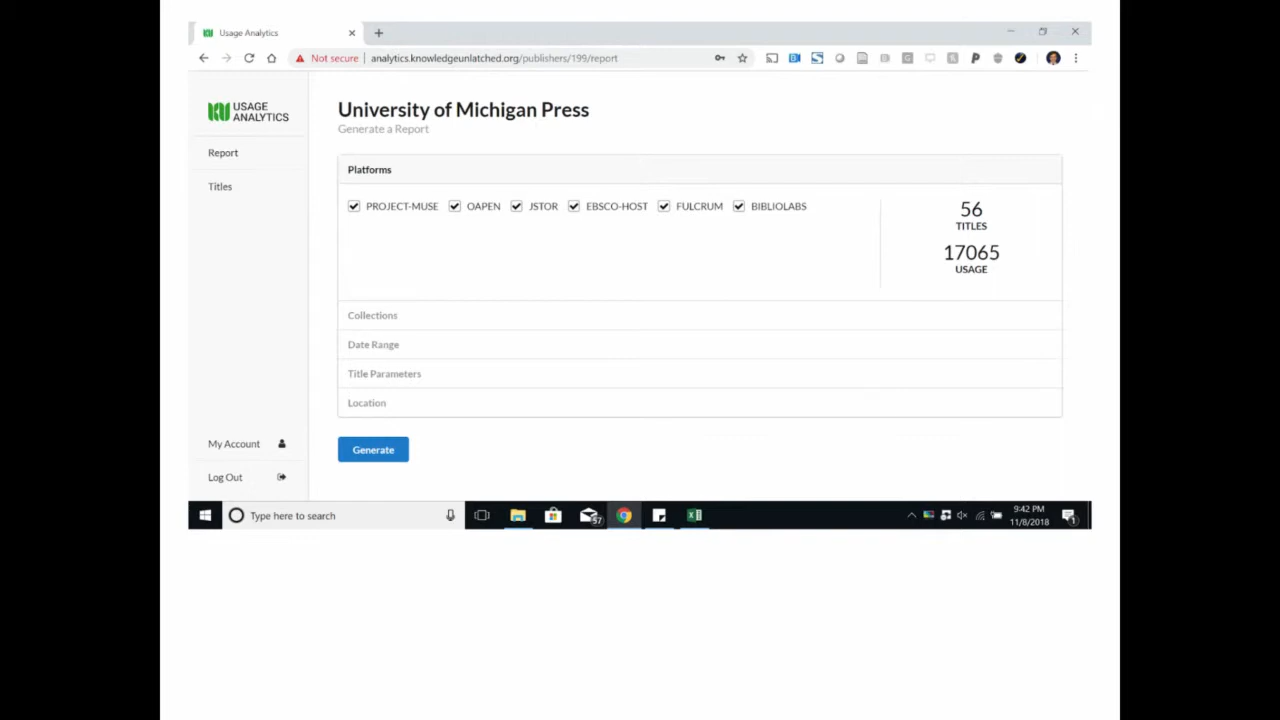 Usage Analytics
Not secure | analytics.knowledgeunlatched.org/publishers/199/report
USAGE
ANALYTICS
Report
Titles
My Account
Log Out
University of Michigan Press
Generate a Report
Platforms
PROJECT-MUSE OAPEN JSTOR EBSCO-HOST FULCRUM BIBLIOLABS
56
TITLES
17065
USAGE
Collections
Date Range
Title Parameters
Location
Generate
Type here to search
57
9:42 PM
11/8/2018
1